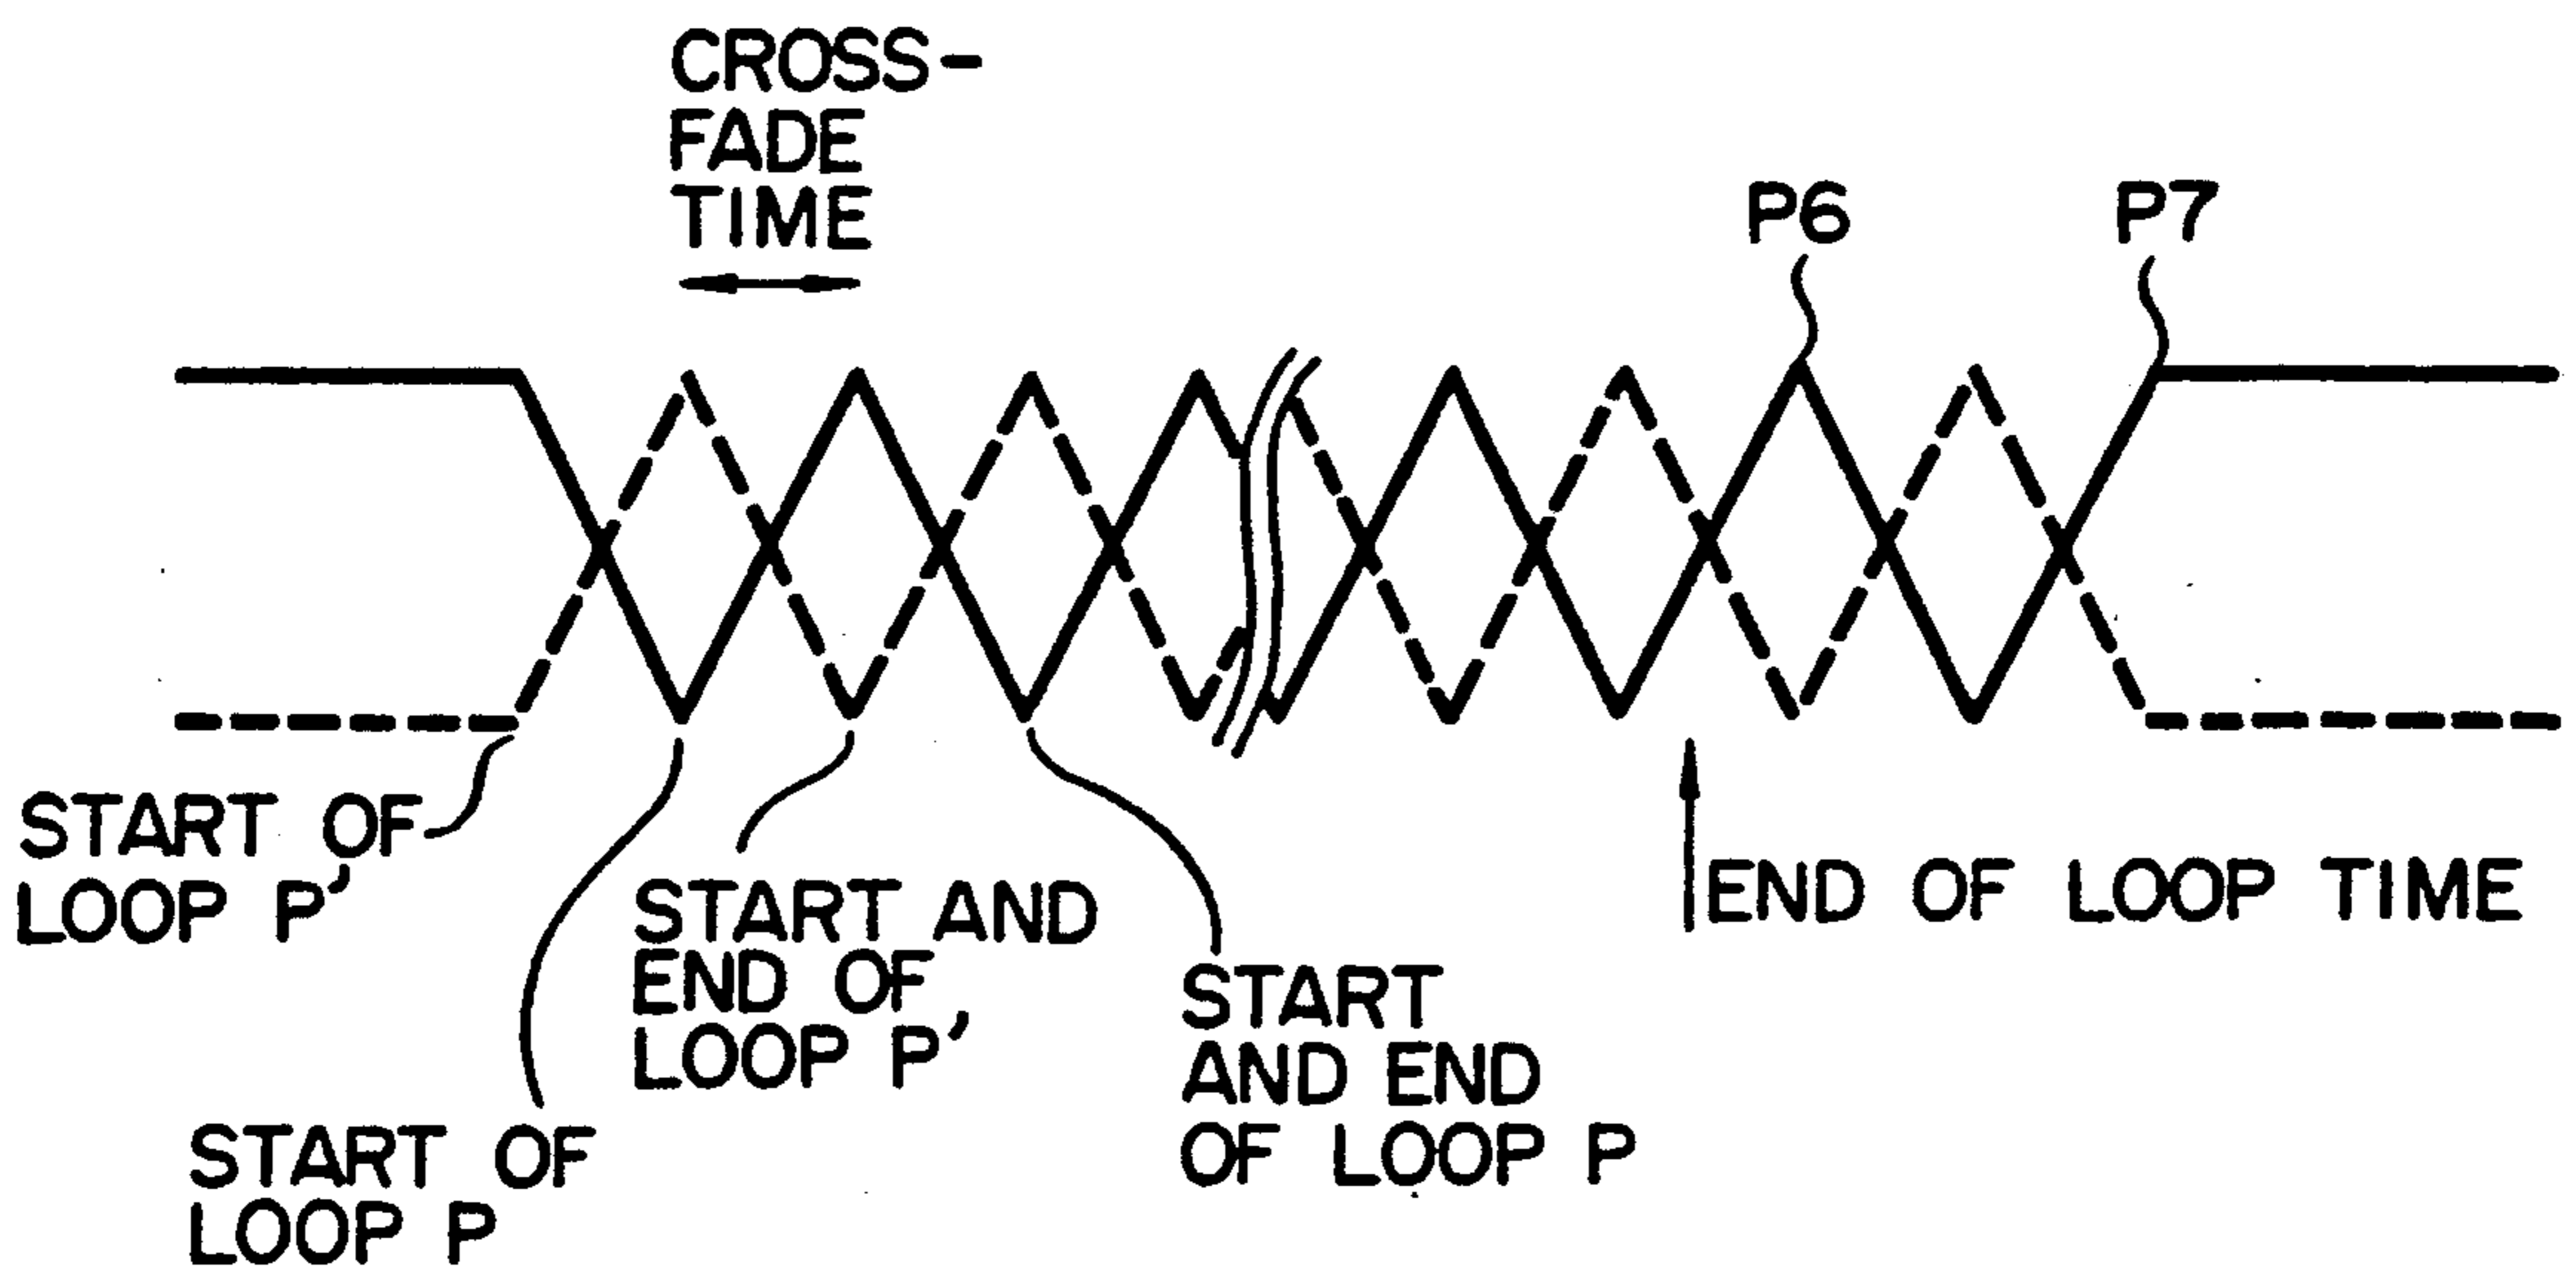 CROSS-
FADE
TIME
P6
P7
START OF
LOOP P'
START OF
LOOP P
START AND
END OF
LOOP P'
START
AND END
OF LOOP P
END OF LOOP TIME